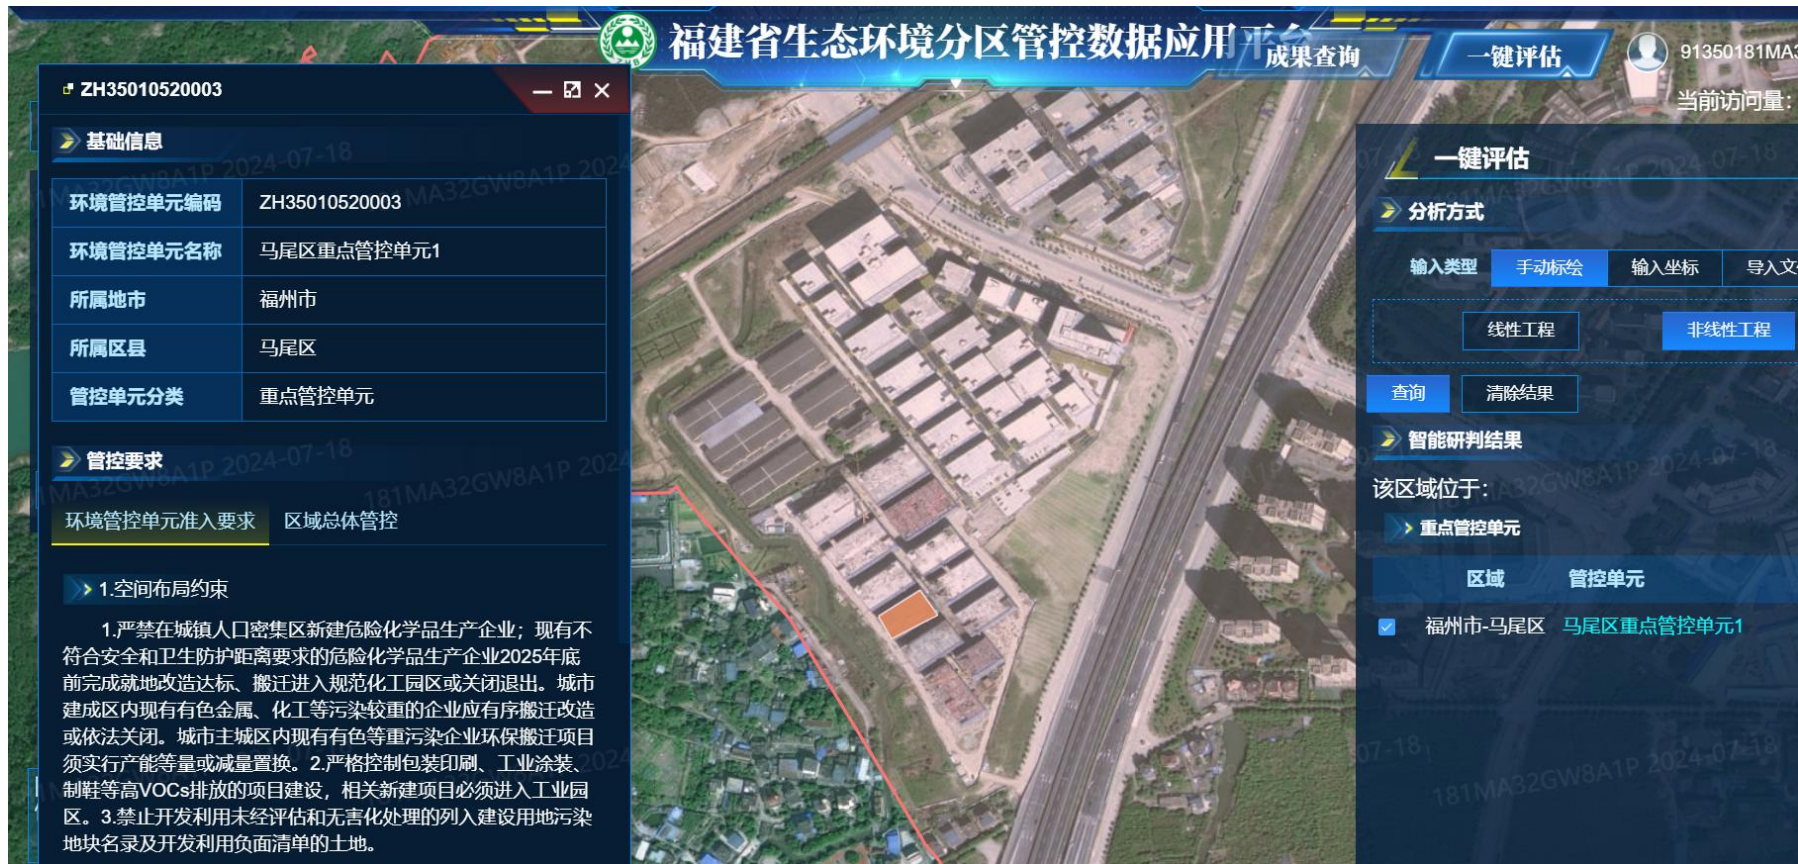 福建省生态环境分区管控数据应用平台
成果查询
一键评估
91350181MA3
当前访问量：
ZH35010520003
基础信息
环境管控单元编码 ZH35010520003
环境管控单元名称 马尾区重点管控单元1
所属地市 福州市
所属区县 马尾区
管控单元分类 重点管控单元
管控要求
环境管控单元准入要求 区域总体管控
1.空间布局约束
1.严禁在城镇人口密集区新建危险化学品生产企业；现有不
符合安全和卫生防护距离要求的危险化学品生产企业2025年底
前完成就地改造达标、搬迁进入规范化工园区或关闭退出。城市
建成区内现有有色金属、化工等污染较重的企业应有序搬迁改造
或依法关闭。城市主城区内现有有色等重污染企业环保搬迁项目
须实行产能等量或减量置换。2.严格控制包装印刷、工业涂装、
制鞋等高VOCs排放的项目建设，相关新建项目必须进入工业园
区。3.禁止开发利用未经评估和无害化处理的列入建设用地污染
地块名录及开发利用负面清单的土地。
一键评估
分析方式
输入类型 手动标绘 输入坐标 导入文
线性工程 非线性工程
查询 清除结果
智能研判结果
该区域位于：
重点管控单元
区域 管控单元
福州市-马尾区 马尾区重点管控单元1
181MA32GW8A1P 2024-07-18